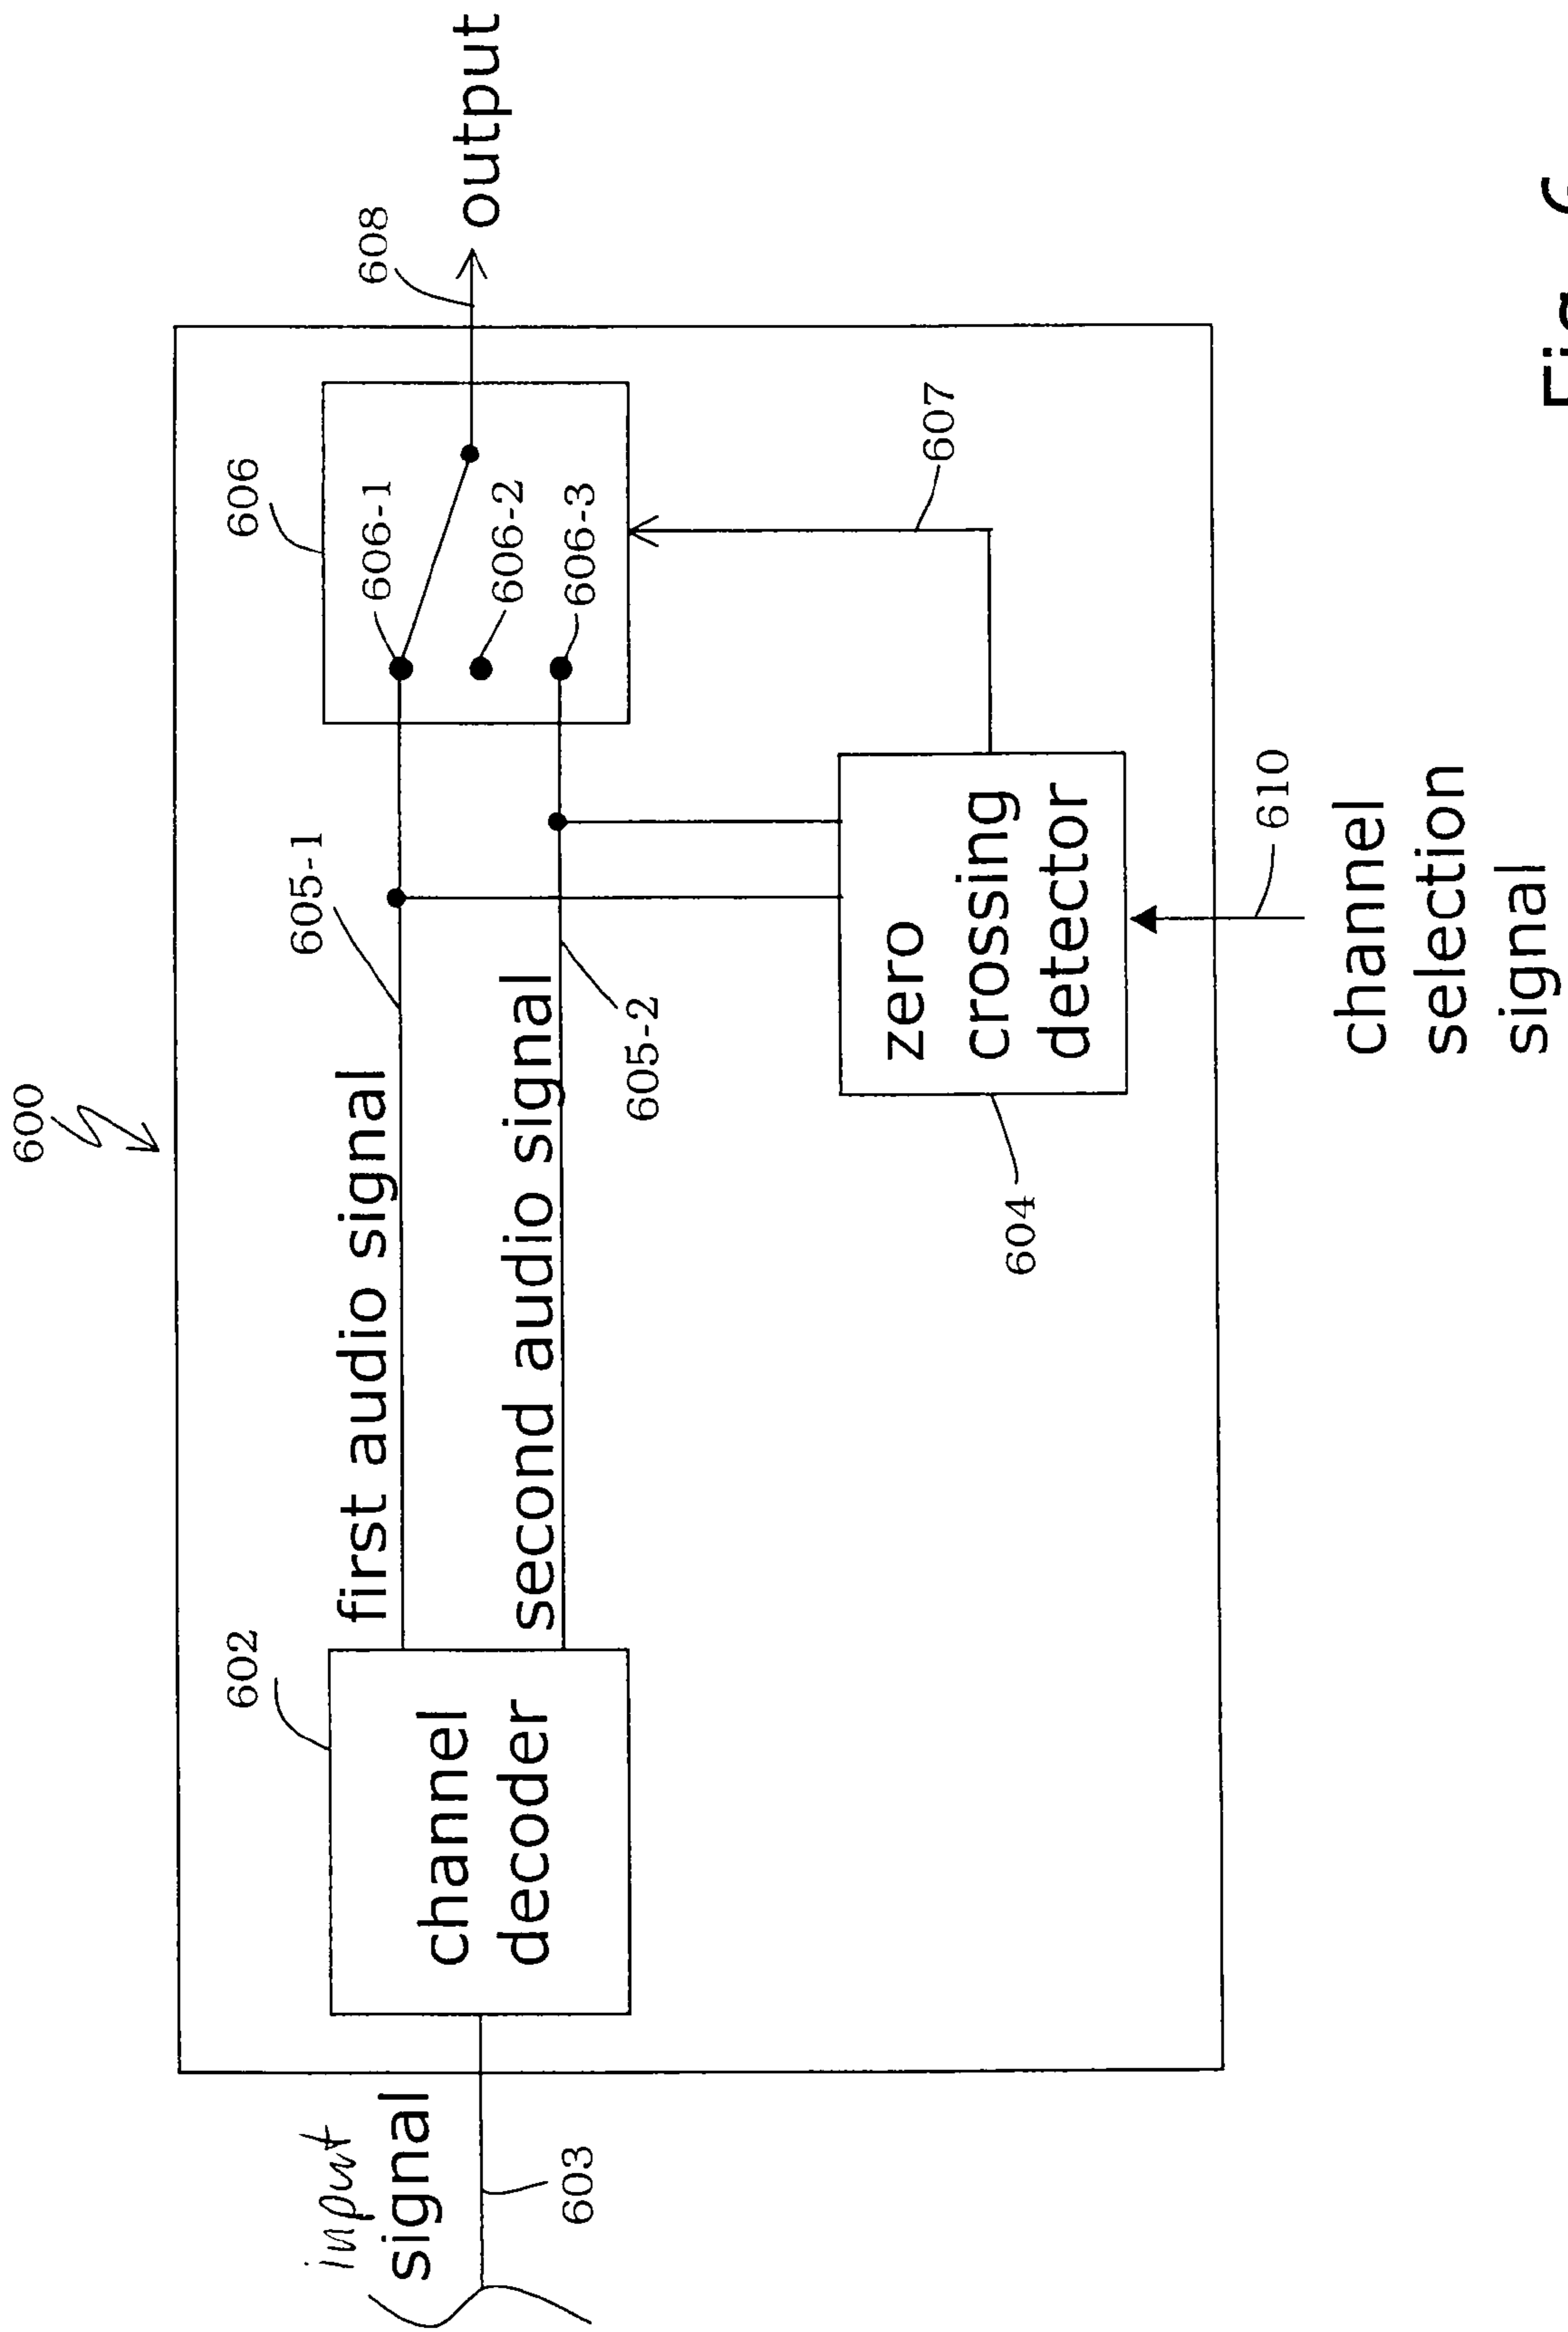 600
602
first audio signal
605-1
606
606-1
606-2
606-3
608
output
input
signal
603
channel
decoder
second audio signal
605-2
604
zero
crossing
detector
607
610
channel
selection
signal